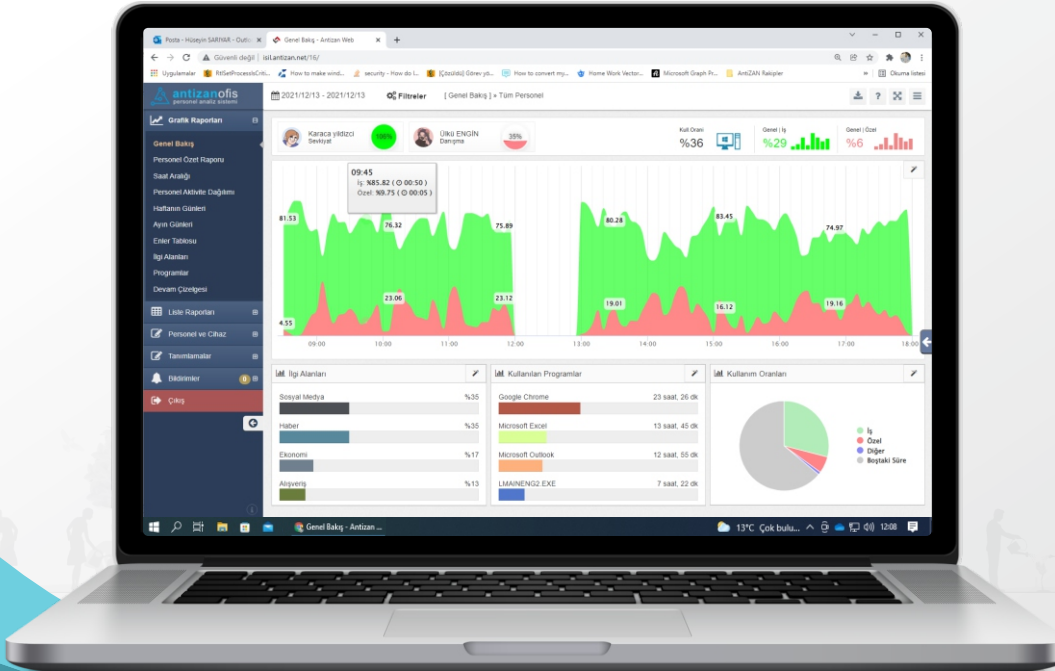 Posta - Hüseyin SARIYAR - Outlo
Genel Bakış - Antizan Web
Güvenli değil
isil.antizan.net/16/
Uygulamalar
RtlSetProcessIsCriti...
How to make wind...
security - How do I...
[Çözüldü] Görev yö...
How to convert my...
Home Work Vector...
Microsoft Graph Pr...
AntiZAN Rakipler
»
Okuma listesi
antizanofis
personel analiz sistemi
2021/12/13 - 2021/12/13
Filtreler
[ Genel Bakış ] » Tüm Personel
Grafik Raporları
Genel Bakış
Personel Özet Raporu
Saat Aralığı
Personel Aktivite Dağılımı
Haftanın Günleri
Ayın Günleri
Enler Tablosu
İlgi Alanları
Programlar
Devam Çizelgesi
Liste Raporları
Personel ve Cihaz
Tanımlamalar
Bildirimler
0
Çıkış
Karaca yıldızcı
Sevkiyat
100%
Ülkü ENGİN
Danışma
35%
Kull Oranı
%36
Genel | İş
%29
Genel | Özel
%6
09:45
İş: %85.82 ( 00:50 )
Özel: %9.75 ( 00:05 )
81.53
76.32
75.89
80.28
83.45
74.97
4.55
23.06
23.12
19.01
16.12
19.16
09:00 10:00 11:00 12:00 13:00 14:00 15:00 16:00 17:00 18:00
İlgi Alanları
Sosyal Medya %35
Haber %35
Ekonomi %17
Alışveriş %13
Kullanılan Programlar
Google Chrome 23 saat, 26 dk
Microsoft Excel 13 saat, 45 dk
Microsoft Outlook 12 saat, 55 dk
LMAINENG2.EXE 7 saat, 22 dk
Kullanım Oranları
İş
Özel
Diğer
Boştaki Süre
Genel Bakış - Antizan ...
13°C Çok bulu...
12:08